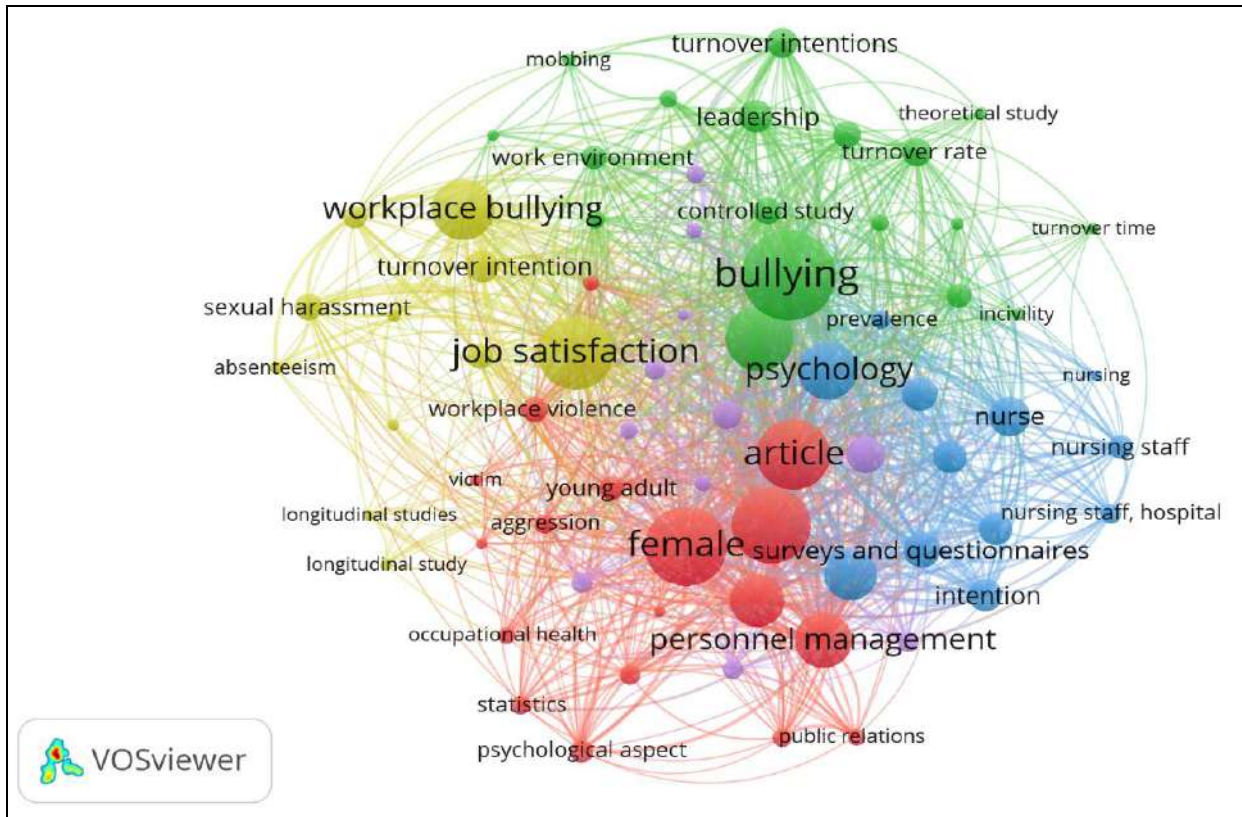 turnover intentions
mobbing
leadership
theoretical study
work environment
turnover rate
workplace bullying
controlled study
turnover time
turnover intention
bullying
sexual harassment
prevalence
incivility
job satisfaction
absenteeism
psychology
nursing
workplace violence
nurse
article
nursing staff
victim
young adult
longitudinal studies
aggression
nursing staff, hospital
female
surveys and questionnaires
longitudinal study
intention
occupational health
personnel management
statistics
public relations
psychological aspect
VOSviewer